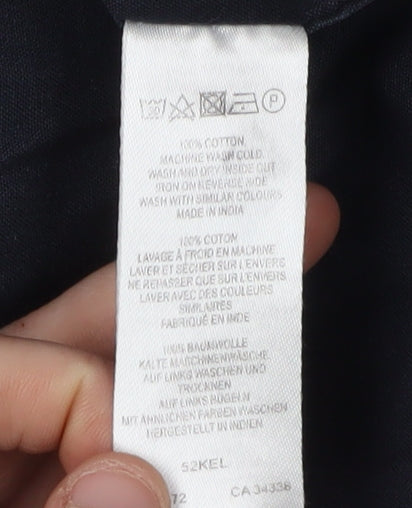 P
100% COTTON
MACHINE WASH COLD.
WASH AND DRY INSIDE OUT
IRON ON REVERSE SIDE
WASH WITH SIMILAR COLOURS
MADE IN INDIA
100% COTON
LAVAGE À FROID EN MACHINE
LAVER ET SÉCHER SUR L'ENVERS
NE REPASSER QUE SUR L'ENVERS
LAVER AVEC DES COULEURS
SIMILAIRES
FABRIQUÉ EN INDE
100% BAUMWOLLE
KALTE MASCHINENWÄSCHE
AUF LINKS WASCHEN UND
TROCKNEN
AUF LINKS BÜGELN
MIT ÄHNLICHEN FARBEN WASCHEN
HERGESTELLT IN INDIEN
52KEL
72 CA 34338